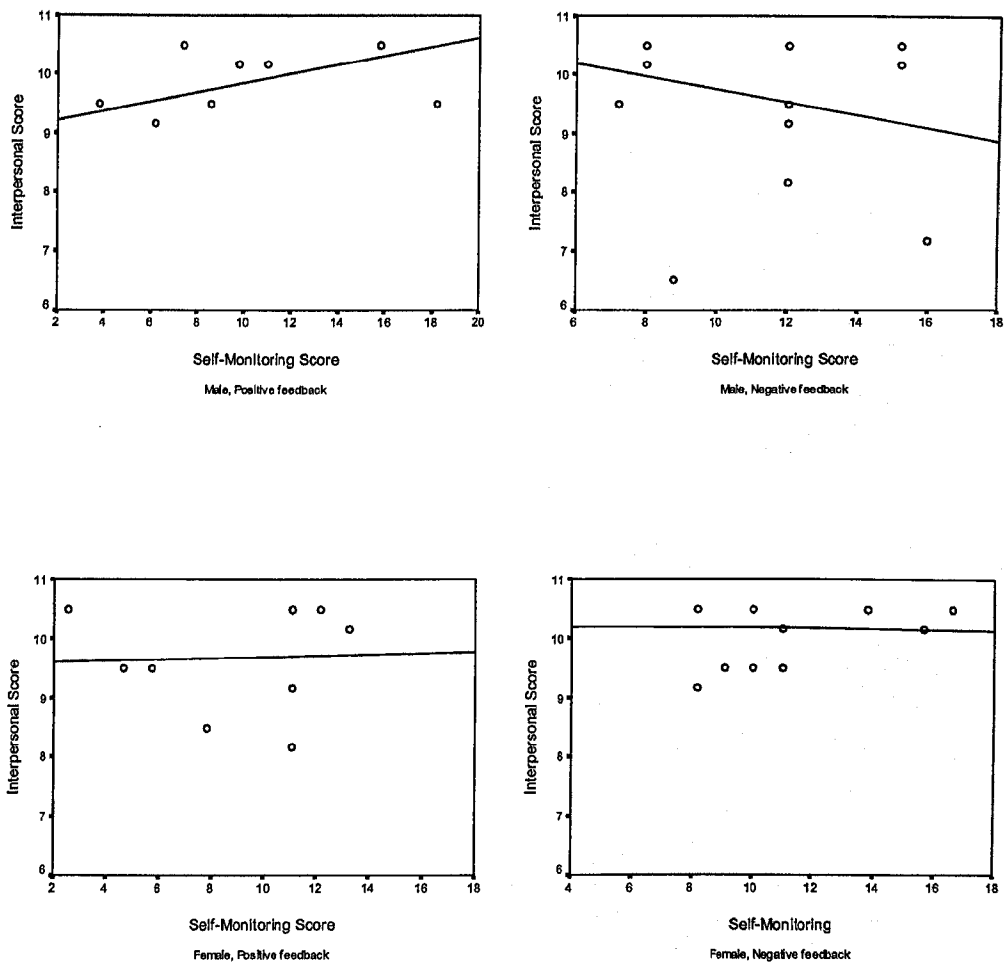 11
10
9
8
7
6
Interpersonal Score
2 4 6 8 10 12 14 16 18 20
Self-Monitoring Score
Male, Positive feedback
11
10
9
8
7
6
Interpersonal Score
6 8 10 12 14 16 18
Self-Monitoring Score
Male, Negative feedback
11
10
9
8
7
6
Interpersonal Score
2 4 6 8 10 12 14 16 18
Self-Monitoring Score
Female, Positive feedback
11
10
9
8
7
6
Interpersonal Score
4 6 8 10 12 14 16 18
Self-Monitoring
Female, Negative feedback